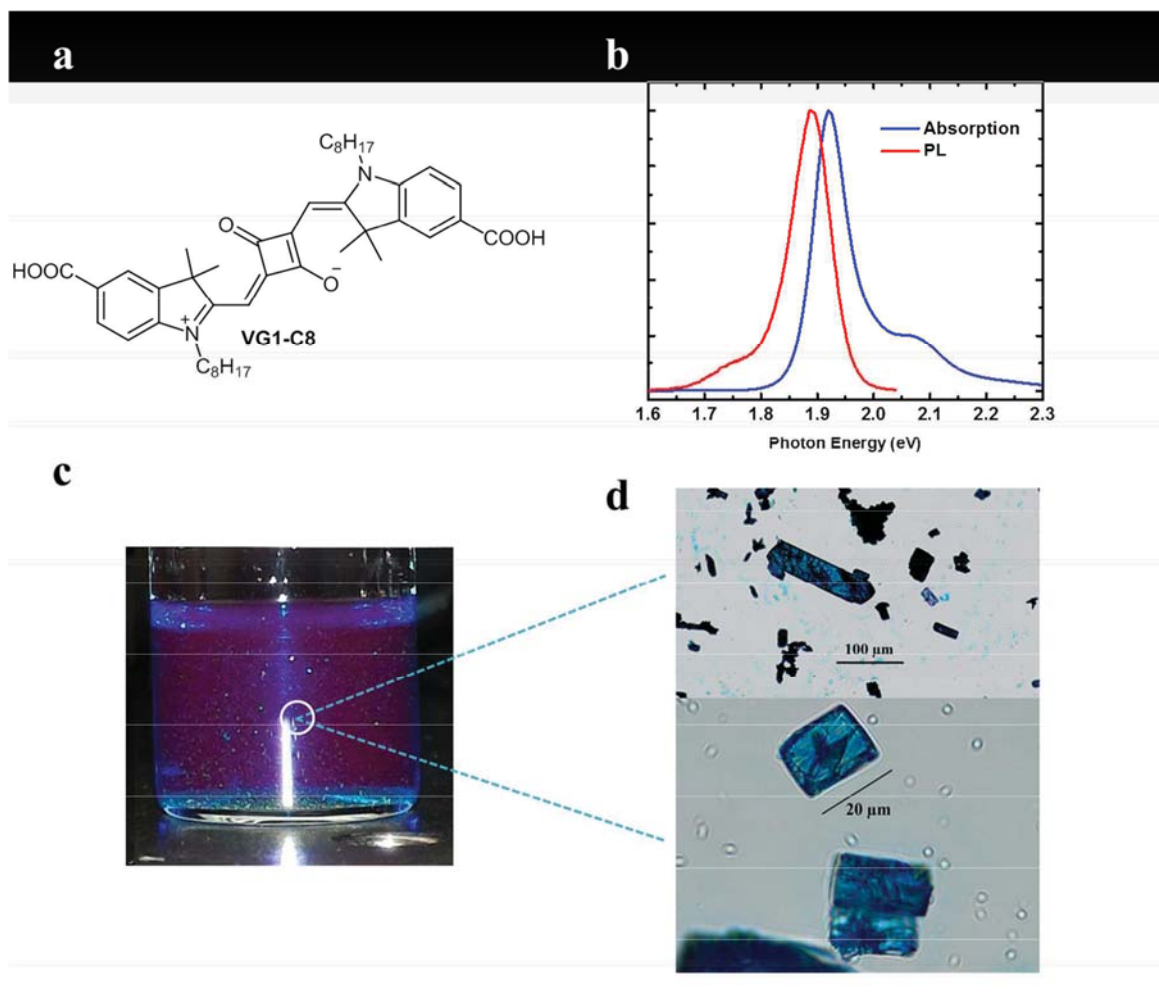 a
C₈H₁₇
N
O
COOH
HOOC
O⁻
N⁺
VG1-C8
C₈H₁₇
b
Absorption
PL
1.6 1.7 1.8 1.9 2.0 2.1 2.2 2.3
Photon Energy (eV)
c
d
100 µm
20 µm